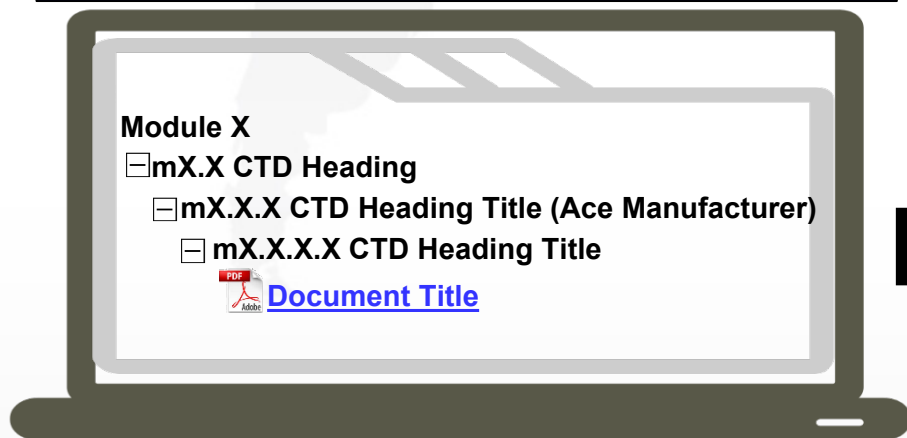 Module X
mX.X CTD Heading
mX.X.X CTD Heading Title (Ace Manufacturer)
mX.X.X.X CTD Heading Title
PDF
Adobe
Document Title